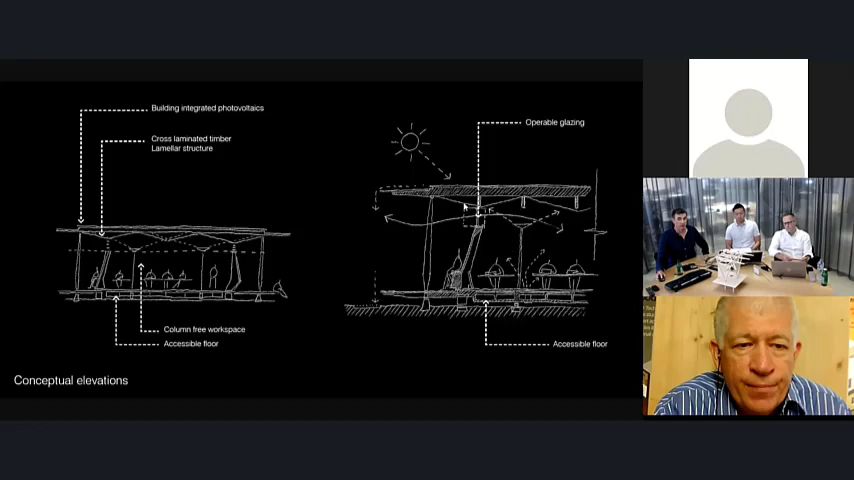 Building integrated photovoltaics
Cross laminated timber
Lamellar structure
Column free workspace
Accessible floor
Operable glazing
Accessible floor
Conceptual elevations